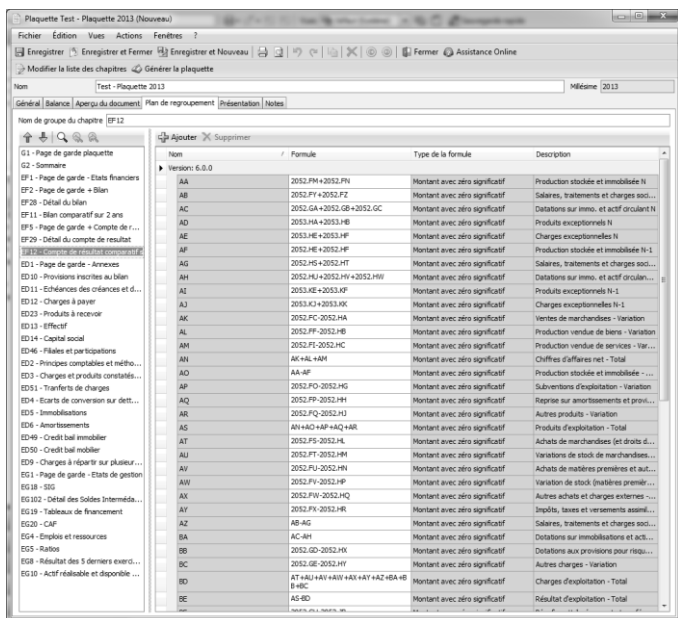 Plaquette Test - Plaquette 2013 (Nouveau)
Fichier Édition Vues Actions Fenêtres ?
Enregistrer Enregistrer et Fermer Enregistrer et Nouveau Fermer Assistance Online
Modifier la liste des chapitres Générer la plaquette
Nom Test - Plaquette 2013 Millésime 2013
Général Balance Aperçu du document Plan de regroupement Présentation Notes
Nom de groupe du chapitre EF12
Ajouter Supprimer
G1 - Page de garde plaquette
G2 - Sommaire
EF1 - Page de garde - Etats financiers
EF2 - Page de garde + Bilan
EF28 - Détail du bilan
EF11 - Bilan comparatif sur 2 ans
EF5 - Page de garde + Compte de r...
EF29 - Détail du compte de resultat
EF12 - Compte de résultat comparatif s
ED1 - Page de garde - Annexes
ED10 - Provisions inscrites au bilan
ED11 - Echéances des créances et d...
ED12 - Charges à payer
ED23 - Produits à recevoir
ED13 - Effectif
ED14 - Capital social
ED46 - Filiales et participations
ED2 - Principes comptables et métho...
ED3 - Charges et produits constatés...
ED51 - Tranferts de charges
ED4 - Ecarts de conversion sur dett...
ED5 - Immobilisations
ED6 - Amortissements
ED49 - Credit bail immobilier
ED50 - Credit bail mobilier
ED9 - Charges à répartir sur plusieur...
EG1 - Page de garde - Etats de gestion
EG18 - SIG
EG102 - Détail des Soldes Interméda...
EG19 - Tableaux de financement
EG20 - CAF
EG4 - Emplois et ressources
EG5 - Ratios
EG8 - Résultat des 5 derniers exerci...
EG10 - Actif réalisable et disponible ...
Nom / Formule Type de la formule Description
Version: 6.0.0
AA 2052.FM+2052.FN Montant avec zéro significatif Production stockée et immobilisée N
AB 2052.FY+2052.FZ Montant avec zéro significatif Salaires, traitements et charges soci...
AC 2052.GA+2052.GB+2052.GC Montant avec zéro significatif Datations sur immo. et actif circulant N
AD 2053.HA+2053.HB Montant avec zéro significatif Produits exceptionnels N
AE 2053.HE+2053.HF Montant avec zéro significatif Charges exceptionnelles N
AF 2052.HE+2052.HF Montant avec zéro significatif Production stockée et immobilisée N-1
AG 2052.HS+2052.HT Montant avec zéro significatif Salaires, traitements et charges soci...
AH 2052.HU+2052.HV+2052.HW Montant avec zéro significatif Datations sur immo. et actif circulan...
AI 2053.KE+2053.KF Montant avec zéro significatif Produits exceptionnels N-1
AJ 2053.KJ+2053.KK Montant avec zéro significatif Charges exceptionnelles N-1
AK 2052.FC-2052.HA Montant avec zéro significatif Ventes de marchandises - Variation
AL 2052.FF-2052.HB Montant avec zéro significatif Production vendue de biens - Variation
AM 2052.FI-2052.HC Montant avec zéro significatif Production vendue de services - Var...
AN AK+AL+AM Montant avec zéro significatif Chiffres d'affaires net - Total
AO AA-AF Montant avec zéro significatif Production stockée et immobilisée - ...
AP 2052.FO-2052.HG Montant avec zéro significatif Subventions d'exploitation - Variation
AQ 2052.FP-2052.HH Montant avec zéro significatif Reprise sur amortissements et provi...
AR 2052.FQ-2052.HJ Montant avec zéro significatif Autres produits - Variation
AS AN+AO+AP+AQ+AR Montant avec zéro significatif Produits d'exploitation - Total
AT 2052.FS-2052.HL Montant avec zéro significatif Achats de marchandises (et droits d...
AU 2052.FT-2052.HM Montant avec zéro significatif Variations de stock de marchandises...
AV 2052.FU-2052.HN Montant avec zéro significatif Achats de matières premières et aut...
AW 2052.FV-2052.HP Montant avec zéro significatif Variation de stock (matières premièr...
AX 2052.FW-2052.HQ Montant avec zéro significatif Autres achats et charges externes -...
AY 2052.FX-2052.HR Montant avec zéro significatif Impôts, taxes et versements assimil...
AZ AB-AG Montant avec zéro significatif Salaires, traitements et charges soci...
BA AC-AH Montant avec zéro significatif Dotations sur immobilisations et acti...
BB 2052.GD-2052.HX Montant avec zéro significatif Dotations aux provisions pour risqu...
BC 2052.GE-2052.HY Montant avec zéro significatif Autres charges - Variation
BD AT+AU+AV+AW+AX+AY+AZ+BA+B Montant avec zéro significatif Charges d'exploitation - Total
B+BC
BE AS-BD Montant avec zéro significatif Résultat d'exploitation - Total